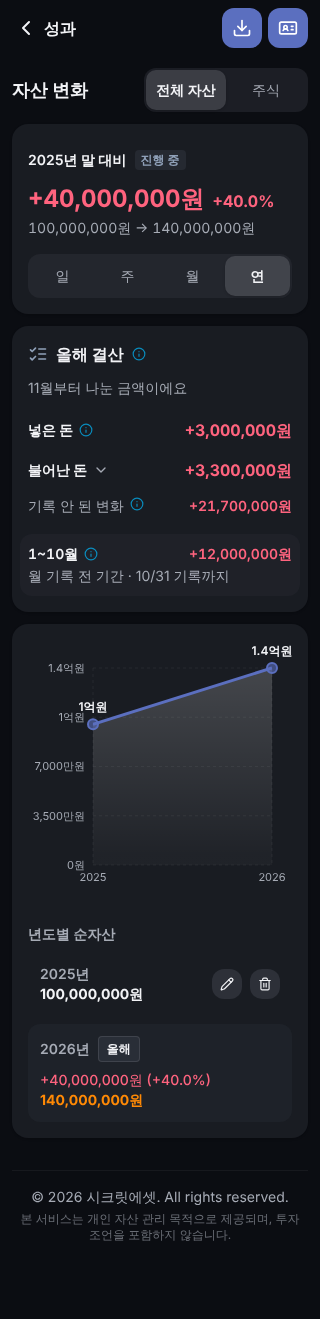 성과
자산 변화
전체 자산
주식
2025년 말 대비 진행 중
+40,000,000원 +40.0%
100,000,000원 → 140,000,000원
일 주 월 연
올해 결산
11월부터 나눈 금액이에요
넣은 돈 +3,000,000원
불어난 돈 +3,300,000원
기록 안 된 변화 +21,700,000원
1~10월 +12,000,000원
월 기록 전 기간 · 10/31 기록까지
1.4억원
1.4억원
1억원
1억원
7,000만원
3,500만원
0원
2025 2026
년도별 순자산
2025년
100,000,000원
2026년 올해
+40,000,000원 (+40.0%)
140,000,000원
© 2026 시크릿에셋. All rights reserved.
본 서비스는 개인 자산 관리 목적으로 제공되며, 투자
조언을 포함하지 않습니다.